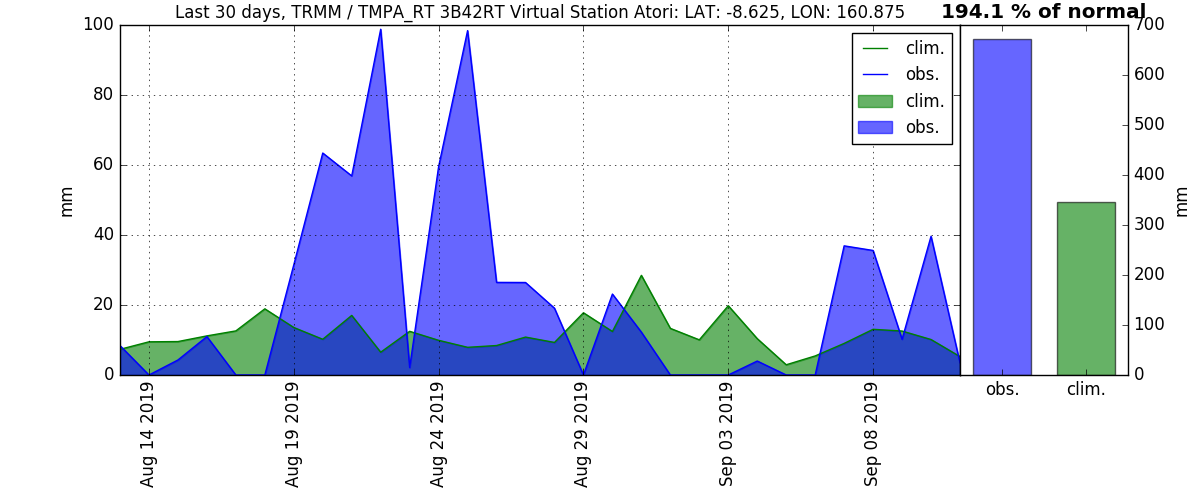 Last 30 days, TRMM / TMPA_RT 3B42RT Virtual Station Atori: LAT: -8.625, LON: 160.875
194.1 % of normal
100
80
60
40
20
0
mm
clim.
obs.
clim.
obs.
Aug 14 2019
Aug 19 2019
Aug 24 2019
Aug 29 2019
Sep 03 2019
Sep 08 2019
700
600
500
400
300
200
100
0
mm
obs.
clim.